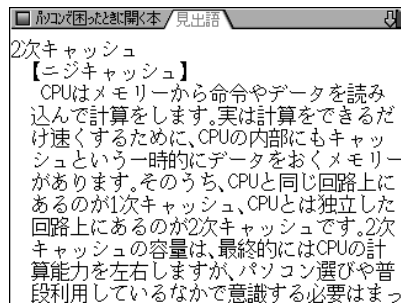 パソコンで困ったときに開く本 見出語
2次キャッシュ
【ニジキャッシュ】
CPUはメモリーから命令やデータを読み
込んで計算をします。実は計算をできるだ
け速くするために、CPUの内部にもキャッ
シュという一時的にデータをおくメモリー
があります。そのうち、CPUと同じ回路上に
あるのが1次キャッシュ、CPUとは独立した
回路上にあるのが2次キャッシュです。2次
キャッシュの容量は、最終的にはCPUの計
算能力を左右しますが、パソコン選びや普
段利用しているなかで意識する必要はまっ